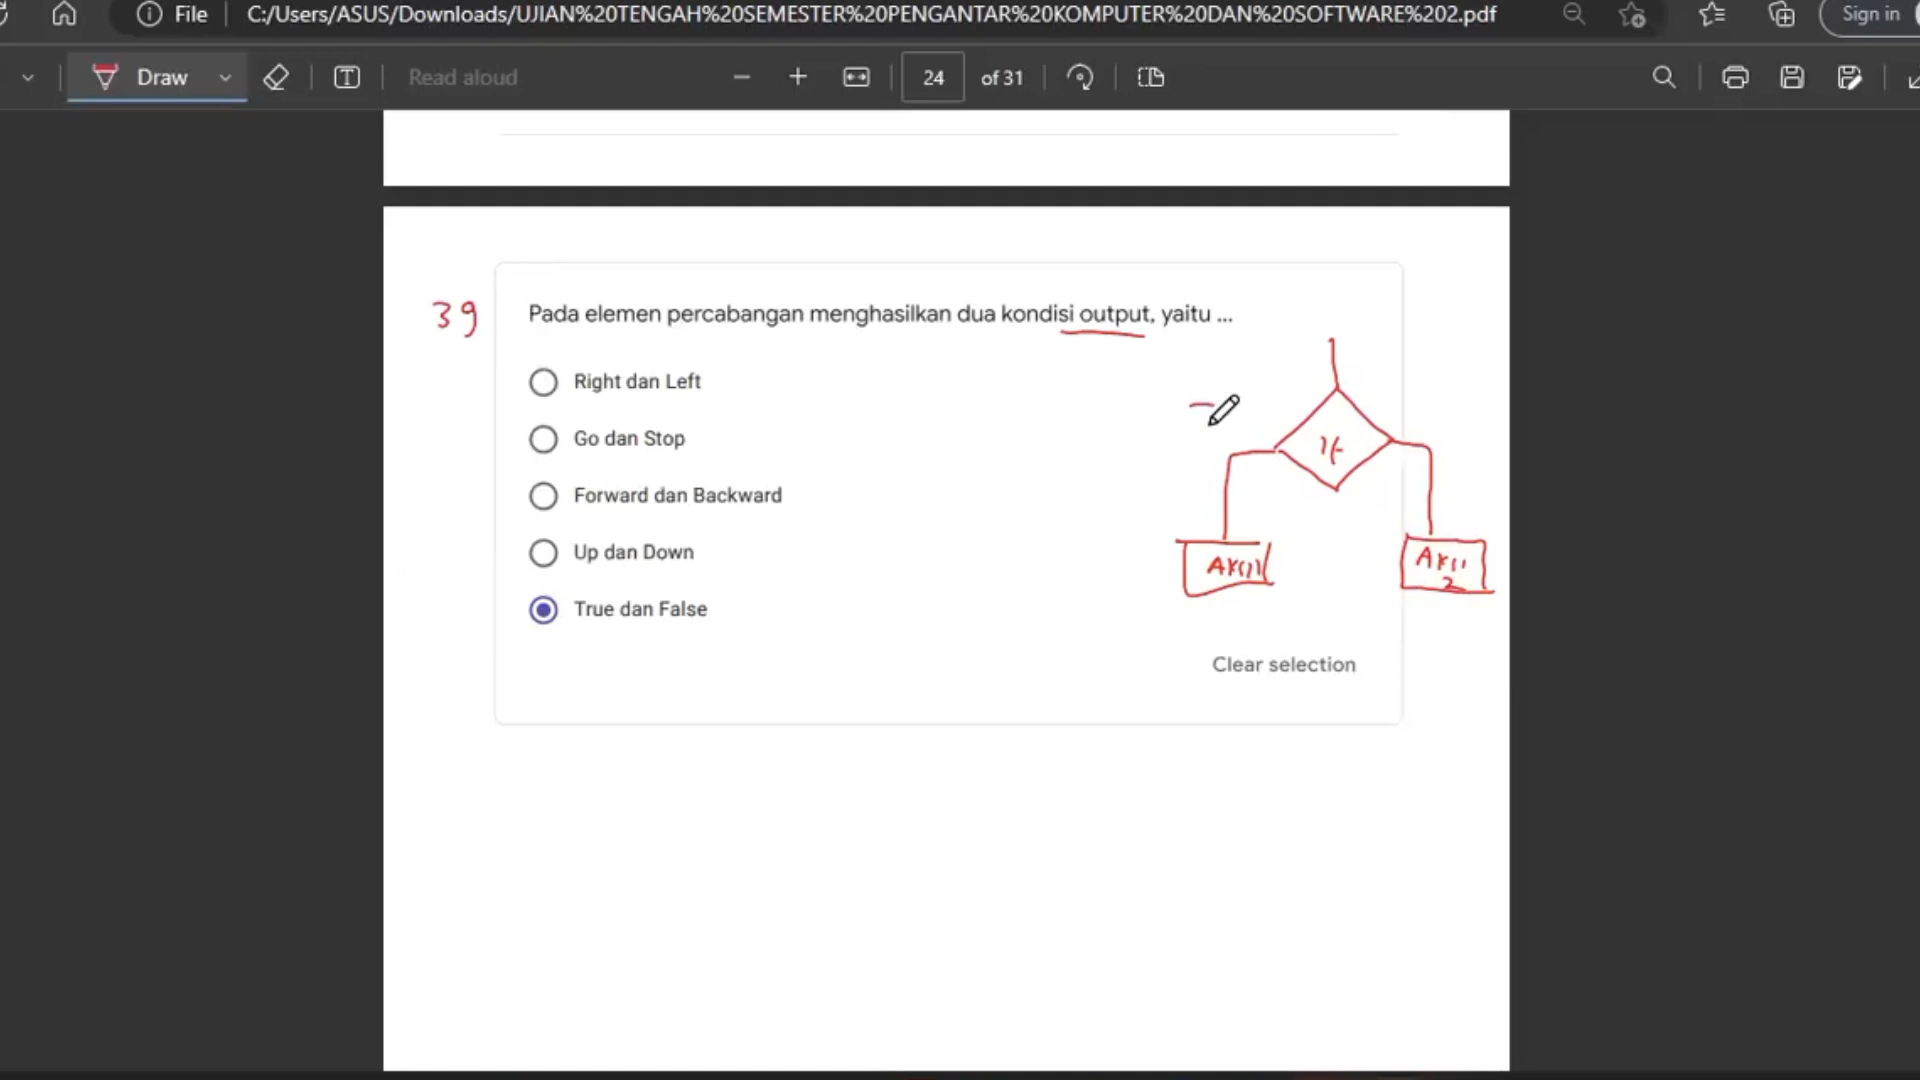 File
C:/Users/ASUS/Downloads/UJIAN%20TENGAH%20SEMESTER%20PENGANTAR%20KOMPUTER%20DAN%20SOFTWARE%202.pdf
Sign in
Draw
Read aloud
24
of 31
39
Pada elemen percabangan menghasilkan dua kondisi output, yaitu ...
Right dan Left
Go dan Stop
Forward dan Backward
Up dan Down
True dan False
if
AKSI 1
AKSI
2
Clear selection